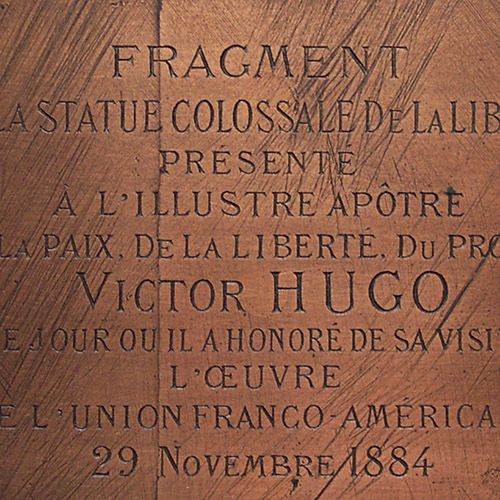 FRAGMENT
LA STATUE COLOSSALE DE LA LIB
PRÉSENTÉ
À L'ILLUSTRE APÔTRE
LA PAIX, DE LA LIBERTÉ, DU PRO
VICTOR HUGO
E JOUR OU IL A HONORÉ DE SA VISI
L'ŒUVRE
E L'UNION FRANCO-AMÉRICA
29 NOVEMBRE 1884